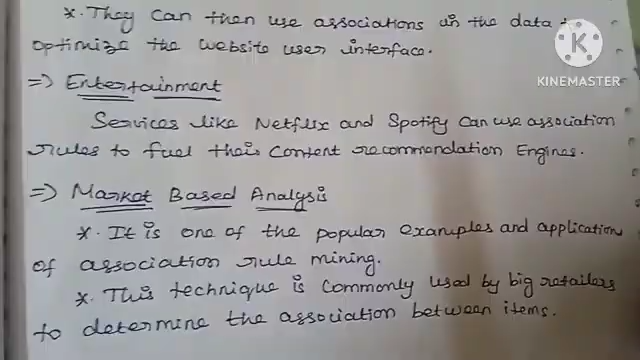 *. They can then use associations in the data
optimize the website user interface.
=> Entertainment
Services like Netflix and Spotify can use association
rules to fuel their content recommendation Engines.
=> Market Based Analysis
*. It is one of the popular examples and application
of association rule mining.
*. This technique is commonly used by big retailers
to determine the association between items.
KINEMASTER